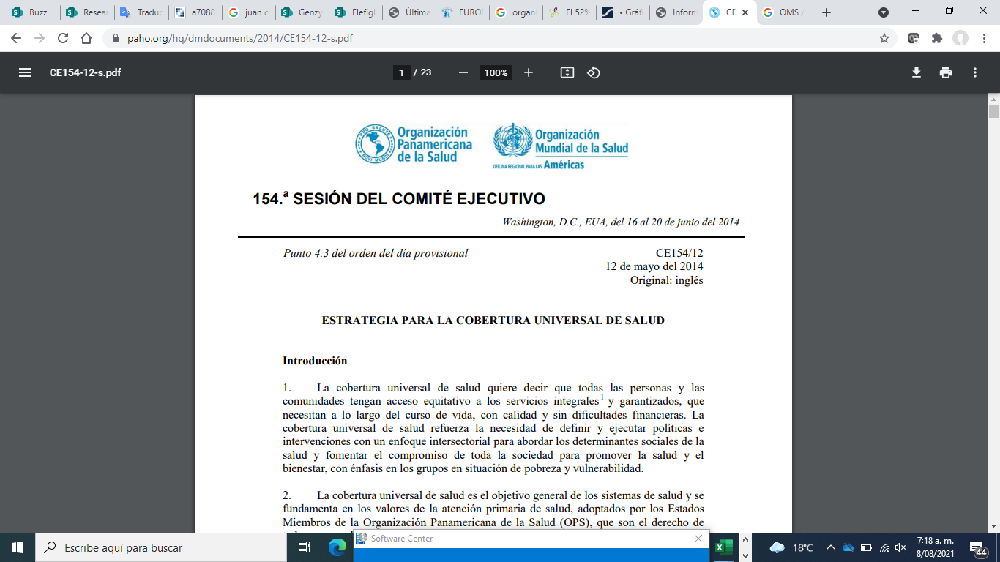 Buzz
Resear
Traduc
a7088
juan c
Genzy
Elefigh
Última
EUROI
organi
El 52%
• Gráfi
Inform
CE
OMS /
paho.org/hq/dmdocuments/2014/CE154-12-s.pdf
CE154-12-s.pdf
1 / 23
100%
PRO SALUTE
NOVI MUNDI
Organización
Panamericana
de la Salud
Organización
Mundial de la Salud
OFICINA REGIONAL PARA LAS Américas
154.ª SESIÓN DEL COMITÉ EJECUTIVO
Washington, D.C., EUA, del 16 al 20 de junio del 2014
Punto 4.3 del orden del día provisional
CE154/12
12 de mayo del 2014
Original: inglés
ESTRATEGIA PARA LA COBERTURA UNIVERSAL DE SALUD
Introducción
1. La cobertura universal de salud quiere decir que todas las personas y las
comunidades tengan acceso equitativo a los servicios integrales1 y garantizados, que
necesitan a lo largo del curso de vida, con calidad y sin dificultades financieras. La
cobertura universal de salud refuerza la necesidad de definir y ejecutar políticas e
intervenciones con un enfoque intersectorial para abordar los determinantes sociales de la
salud y fomentar el compromiso de toda la sociedad para promover la salud y el
bienestar, con énfasis en los grupos en situación de pobreza y vulnerabilidad.
2. La cobertura universal de salud es el objetivo general de los sistemas de salud y se
fundamenta en los valores de la atención primaria de salud, adoptados por los Estados
Miembros de la Organización Panamericana de la Salud (OPS), que son el derecho de
Software Center
Escribe aquí para buscar
18°C
7:18 a. m.
8/08/2021
44